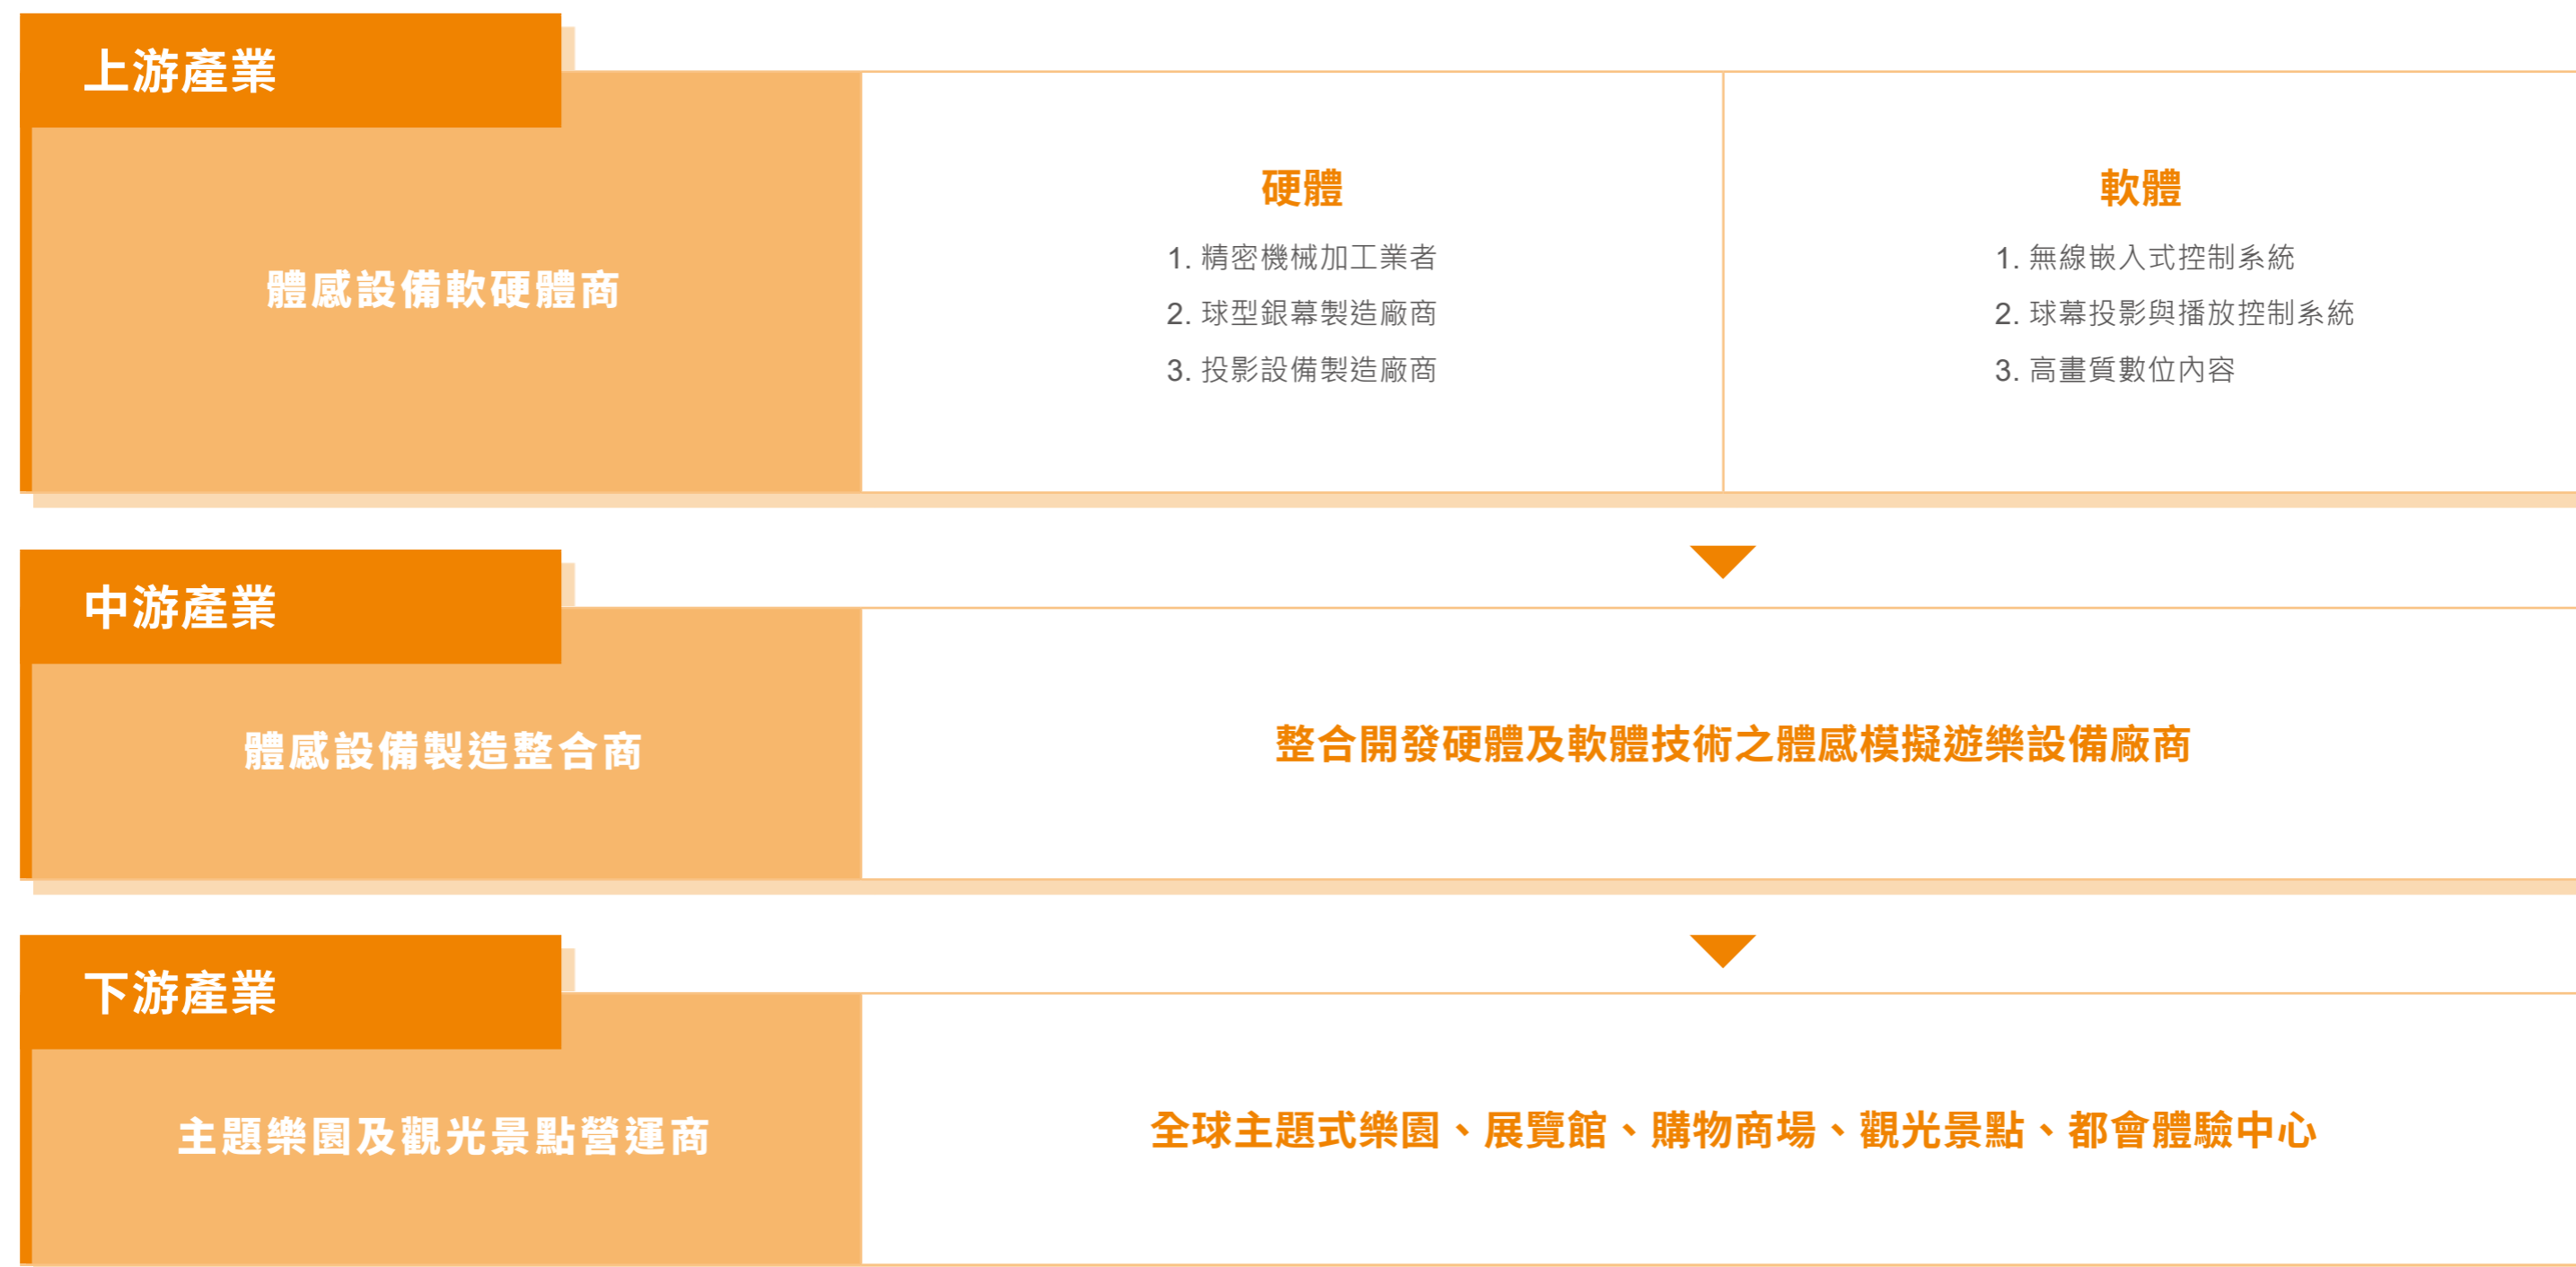 上游產業
體感設備軟硬體商
硬體
1. 精密機械加工業者
2. 球型銀幕製造廠商
3. 投影設備製造廠商
軟體
1. 無線嵌入式控制系統
2. 球幕投影與播放控制系統
3. 高畫質數位內容
中游產業
體感設備製造整合商
整合開發硬體及軟體技術之體感模擬遊樂設備廠商
下游產業
主題樂園及觀光景點營運商
全球主題式樂園、展覽館、購物商場、觀光景點、都會體驗中心